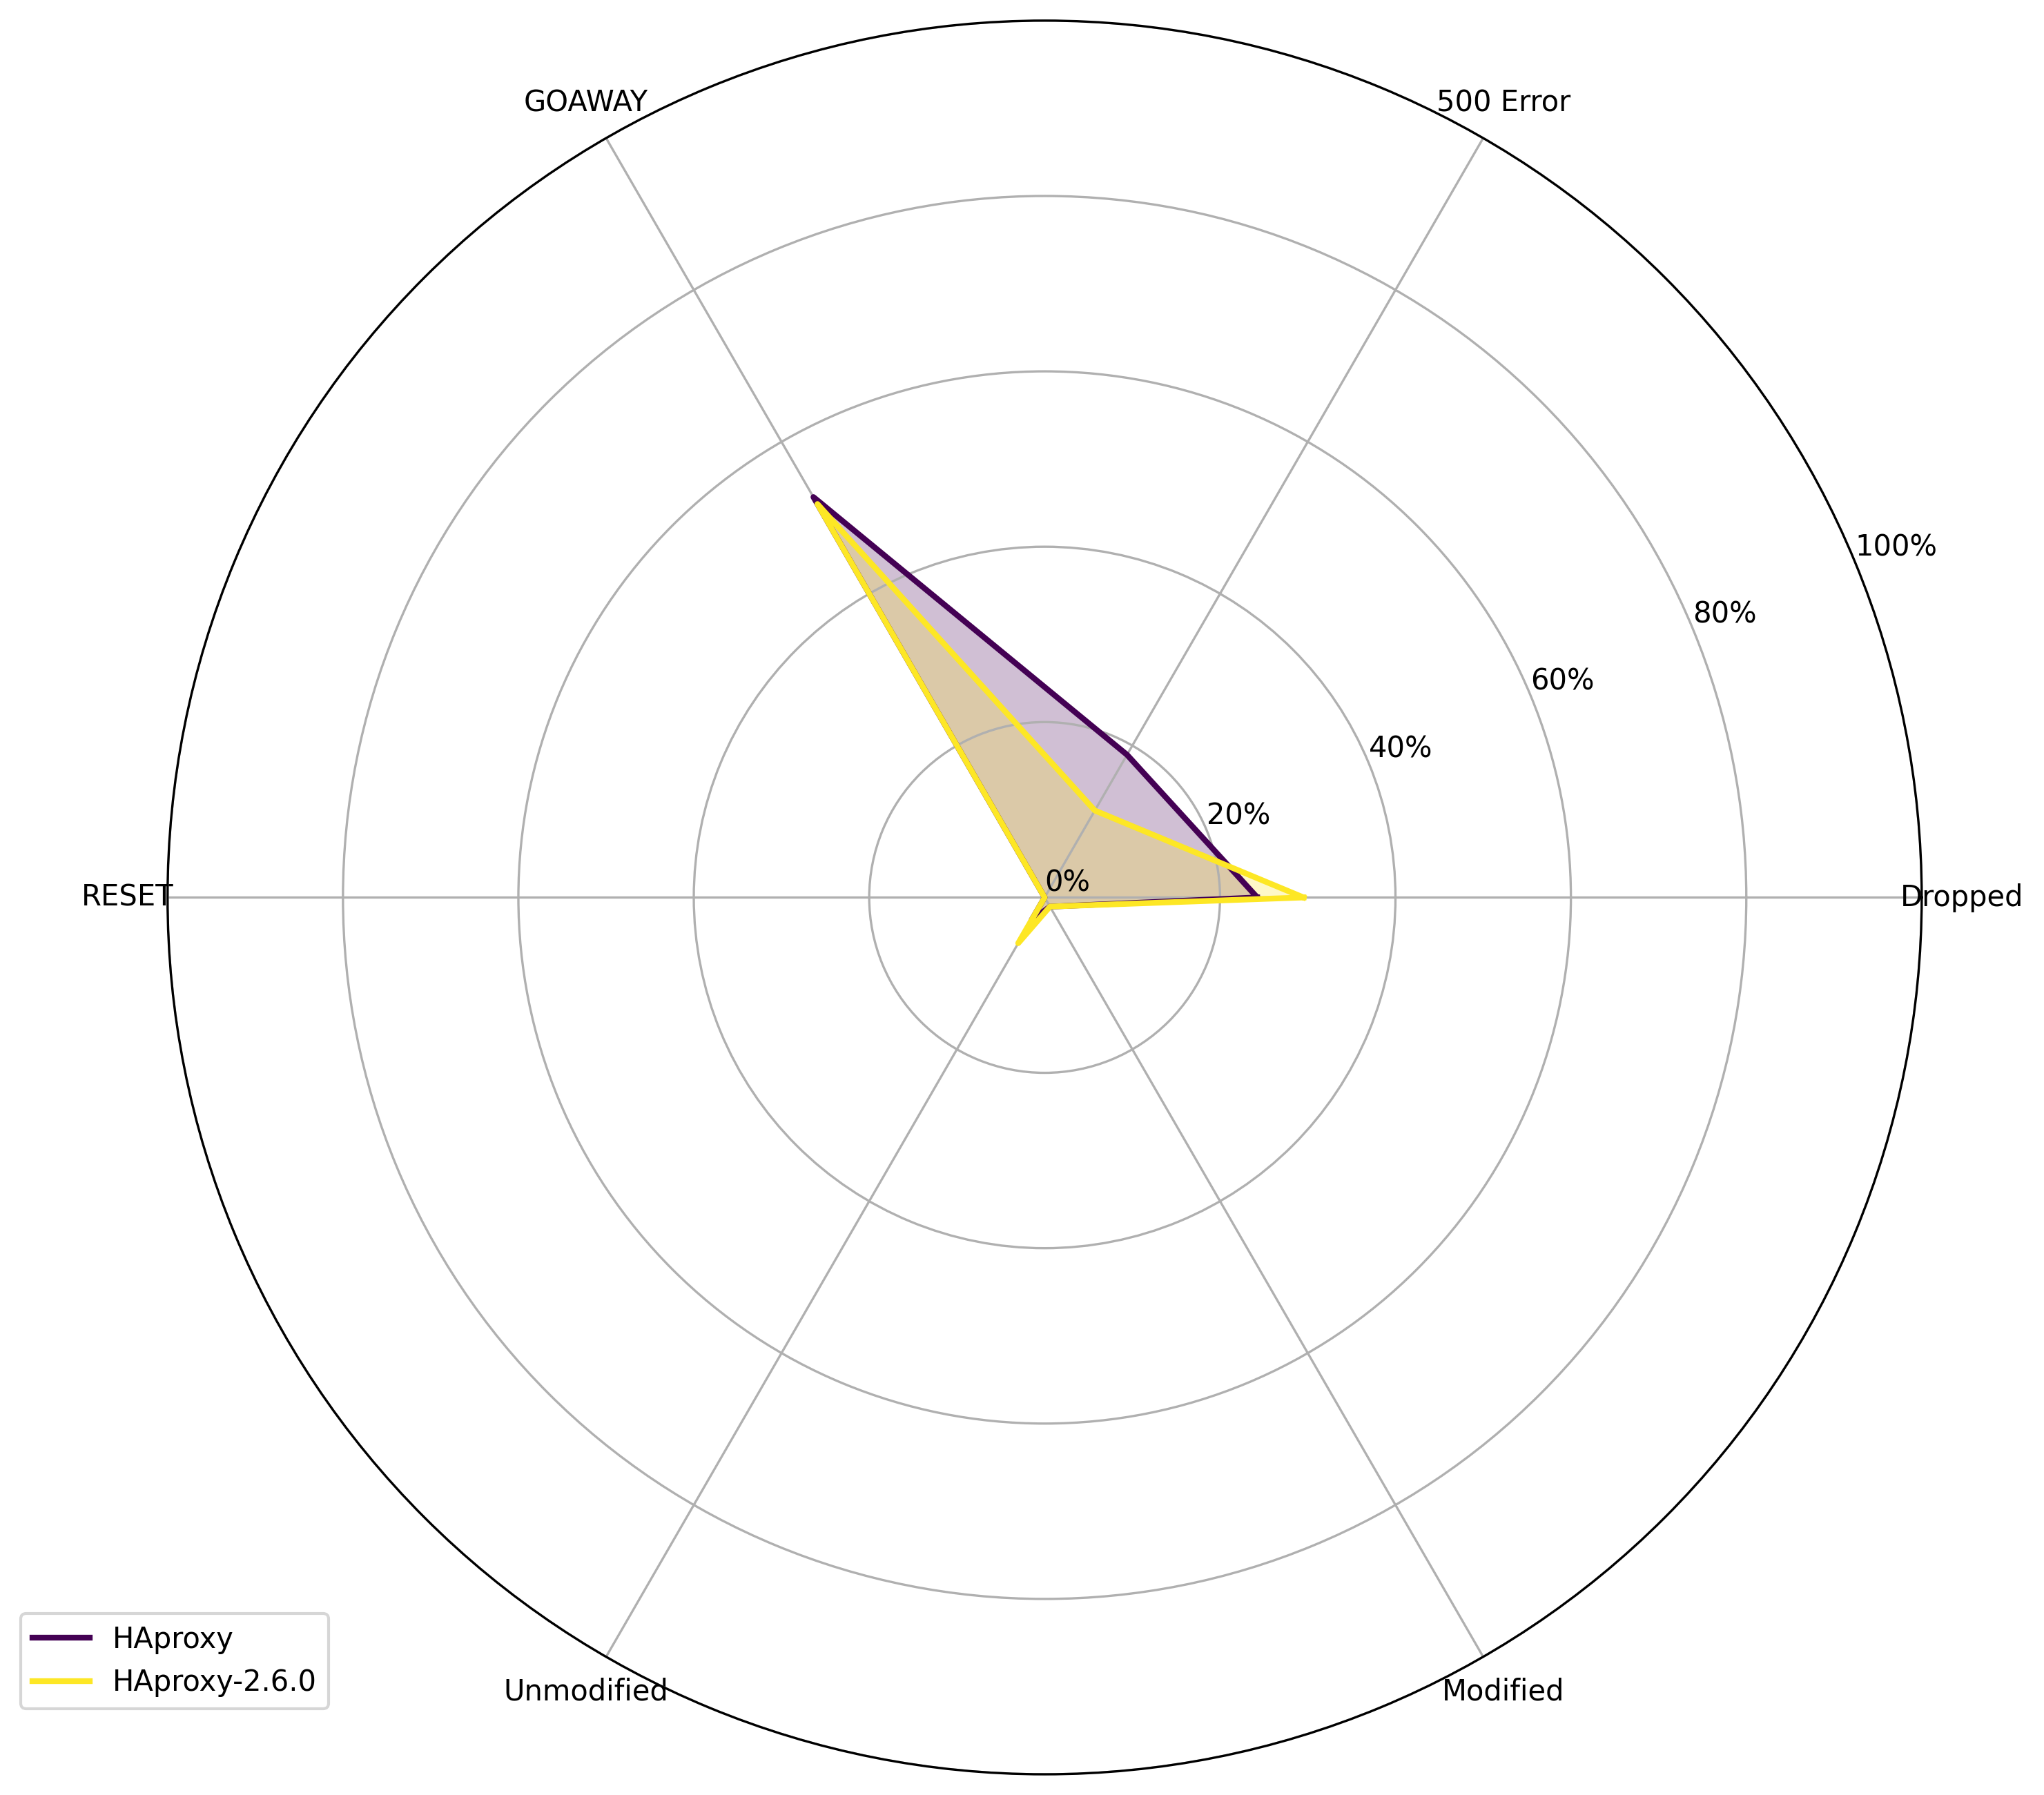 GOAWAY
500 Error
100%
80%
60%
40%
20%
0%
RESET
Dropped
HAproxy
HAproxy-2.6.0
Unmodified
Modified